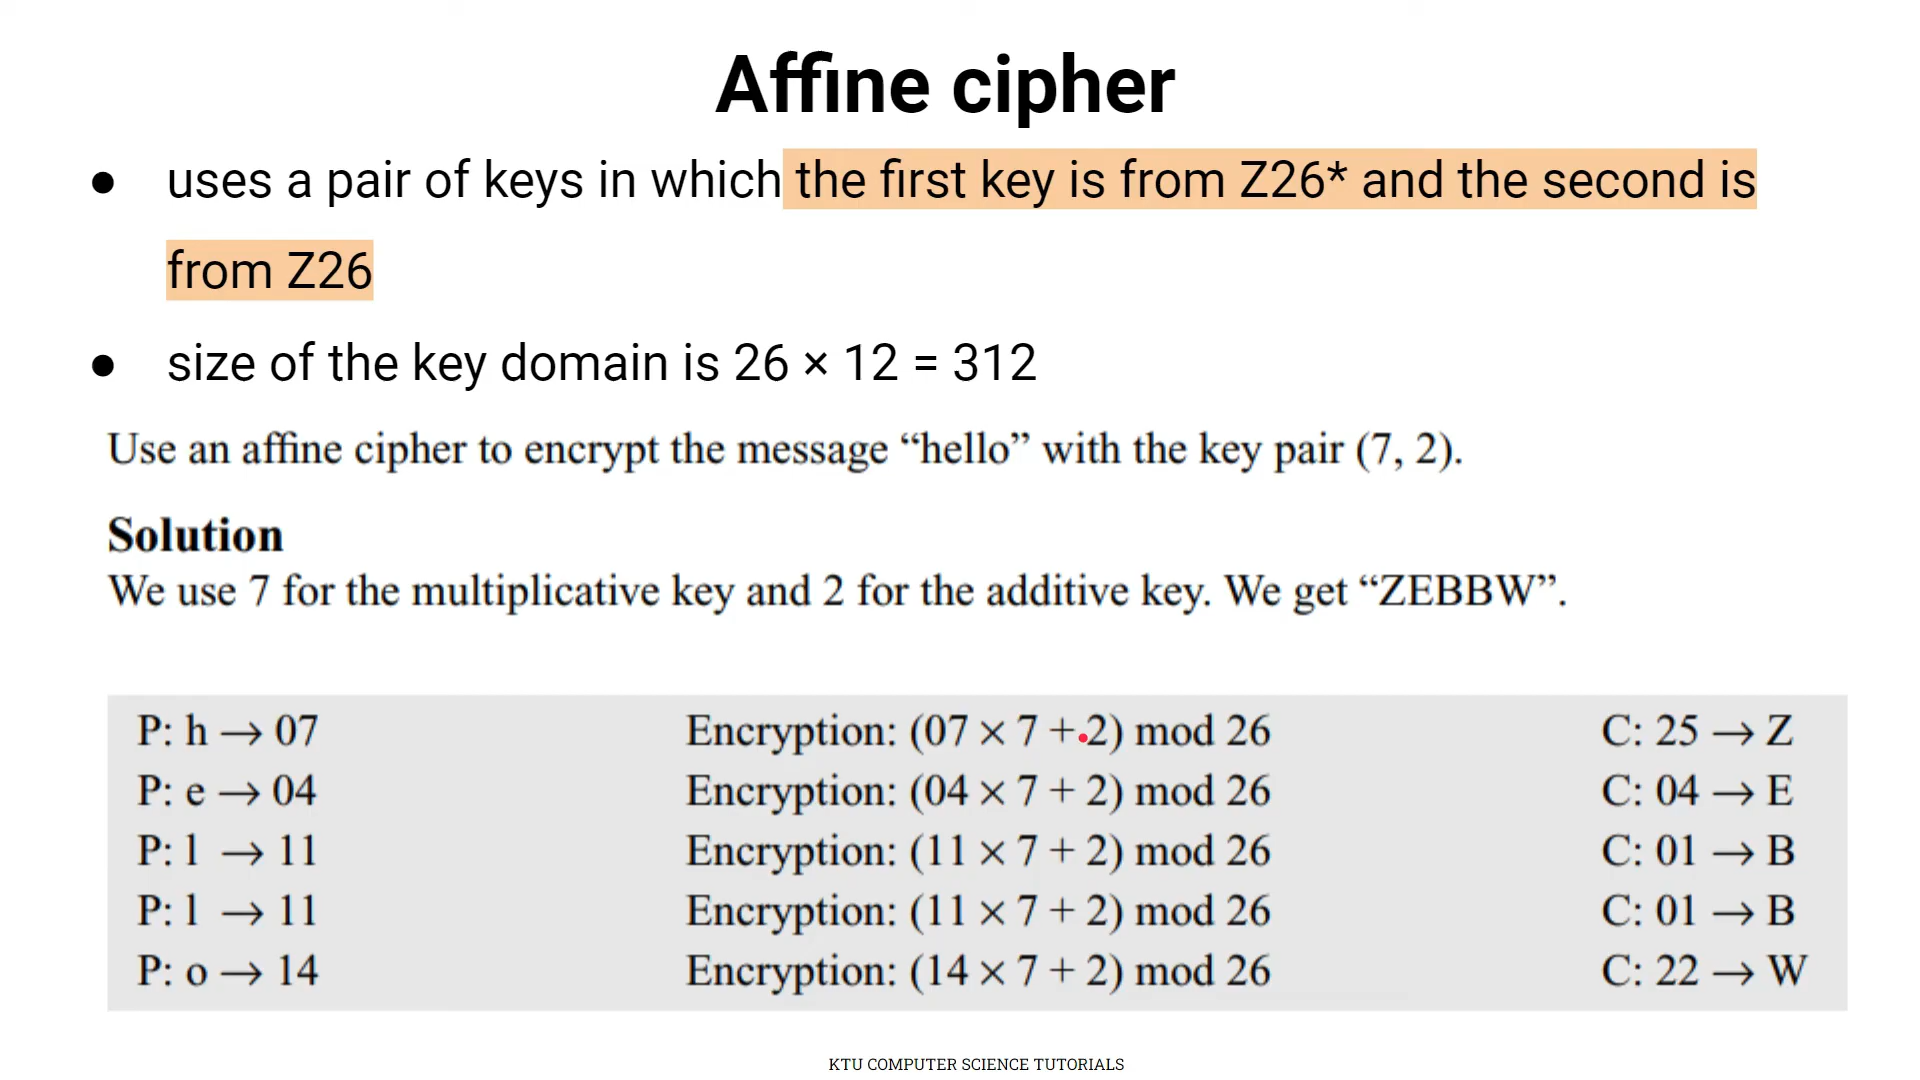 Affine cipher
● uses a pair of keys in which the first key is from Z26* and the second is
from Z26
● size of the key domain is 26 × 12 = 312
Use an affine cipher to encrypt the message “hello” with the key pair (7, 2).
Solution
We use 7 for the multiplicative key and 2 for the additive key. We get “ZEBBW”.
P: h → 07 Encryption: (07 × 7 + 2) mod 26 C: 25 → Z
P: e → 04 Encryption: (04 × 7 + 2) mod 26 C: 04 → E
P: l → 11 Encryption: (11 × 7 + 2) mod 26 C: 01 → B
P: l → 11 Encryption: (11 × 7 + 2) mod 26 C: 01 → B
P: o → 14 Encryption: (14 × 7 + 2) mod 26 C: 22 → W
KTU COMPUTER SCIENCE TUTORIALS